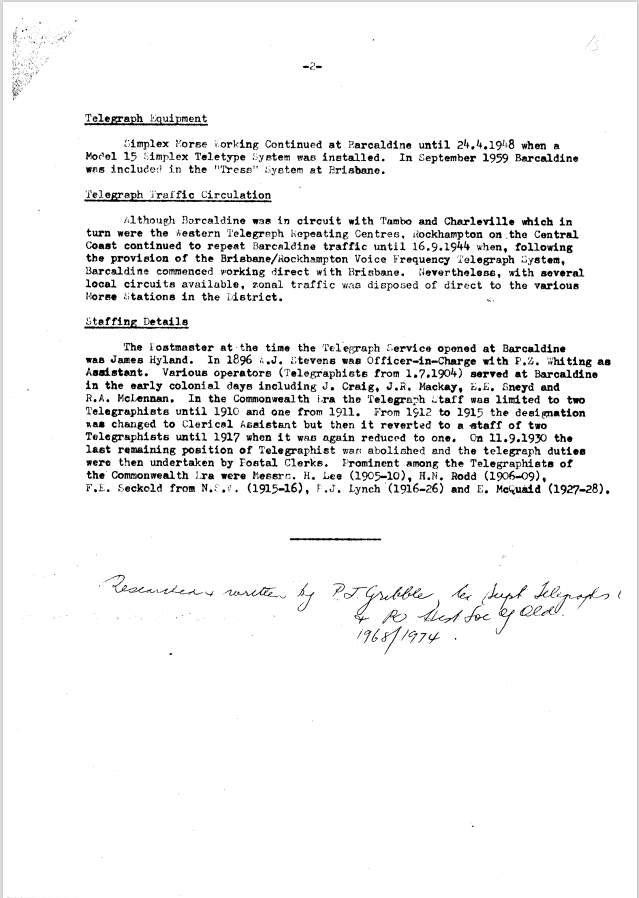 -2-
Telegraph Equipment
Simplex Morse Working Continued at Barcaldine until 24.4.1948 when a
Model 15 Simplex Teletype System was installed. In September 1959 Barcaldine
was included in the "Tress" System at Brisbane.
Telegraph Traffic Circulation
Although Barcaldine was in circuit with Tambo and Charleville which in
turn were the Western Telegraph Repeating Centres, Rockhampton on the Central
Coast continued to repeat Barcaldine traffic until 16.9.1944 when, following
the provision of the Brisbane/Rockhampton Voice Frequency Telegraph System,
Barcaldine commenced working direct with Brisbane. Nevertheless, with several
local circuits available, zonal traffic was disposed of direct to the various
Morse Stations in the District.
Staffing Details
The Postmaster at the time the Telegraph Service opened at Barcaldine
was James Hyland. In 1896 W.J. Stevens was Officer-in-Charge with P.Z. Whiting as
Assistant. Various operators (Telegraphists from 1.7.1904) served at Barcaldine
in the early colonial days including J. Craig, J.R. Mackay, E.E. Sneyd and
R.A. McLennan. In the Commonwealth Era the Telegraph Staff was limited to two
Telegraphists until 1910 and one from 1911. From 1912 to 1915 the designation
was changed to Clerical Assistant but then it reverted to a staff of two
Telegraphists until 1917 when it was again reduced to one. On 11.9.1930 the
last remaining position of Telegraphist was abolished and the telegraph duties
were then undertaken by Postal Clerks. Prominent among the Telegraphists of
the Commonwealth Era were Messrs. H. Lee (1905-10), H.N. Rodd (1906-09),
F.E. Seckold from N.S.W. (1915-16), P.J. Lynch (1916-26) and E. McQuaid (1927-28).
Researched & written by P J Gribble, Ex Supt Telegraphs
& PO Hist Soc of Qld.
1968/1974.